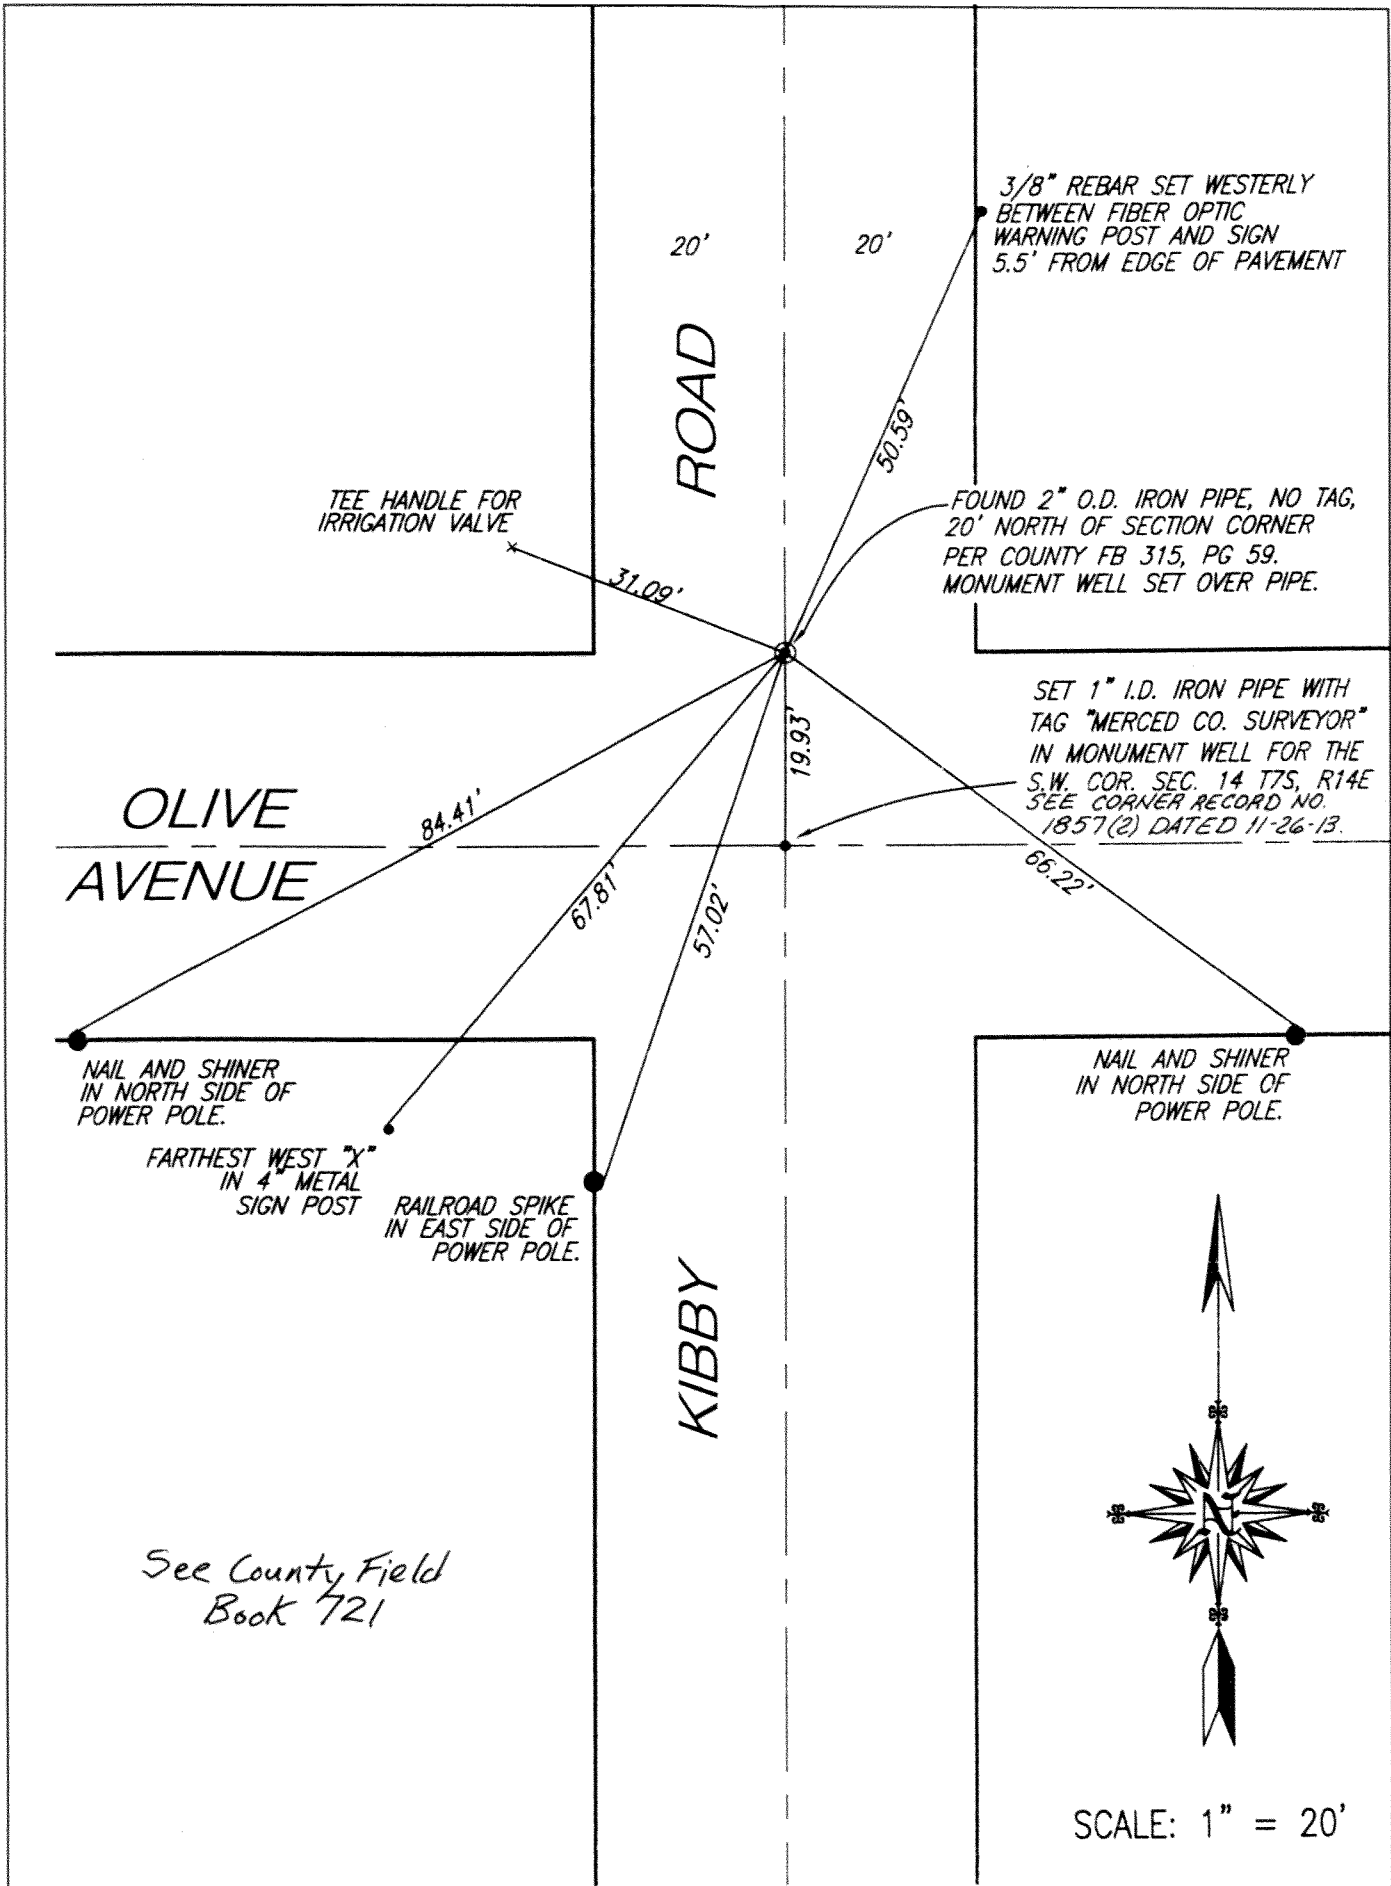 3/8" REBAR SET WESTERLY
BETWEEN FIBER OPTIC
WARNING POST AND SIGN
5.5' FROM EDGE OF PAVEMENT
20'
20'
ROAD
50.59'
TEE HANDLE FOR
IRRIGATION VALVE
31.09'
FOUND 2" O.D. IRON PIPE, NO TAG,
20' NORTH OF SECTION CORNER
PER COUNTY FB 315, PG 59.
MONUMENT WELL SET OVER PIPE.
SET 1" I.D. IRON PIPE WITH
TAG "MERCED CO. SURVEYOR"
IN MONUMENT WELL FOR THE
S.W. COR. SEC. 14 T7S, R14E
SEE CORNER RECORD NO.
1857(2) DATED 11-26-13.
19.93'
OLIVE
AVENUE
84.41'
67.81'
57.02'
66.22'
NAIL AND SHINER
IN NORTH SIDE OF
POWER POLE.
FARTHEST WEST "X"
IN 4" METAL
SIGN POST
RAILROAD SPIKE
IN EAST SIDE OF
POWER POLE.
NAIL AND SHINER
IN NORTH SIDE OF
POWER POLE.
KIBBY
N
See County Field
Book 721
SCALE: 1" = 20'